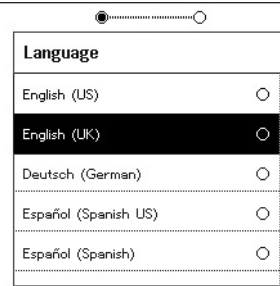 Language
English (US)
English (UK)
Deutsch (German)
Español (Spanish US)
Español (Spanish)